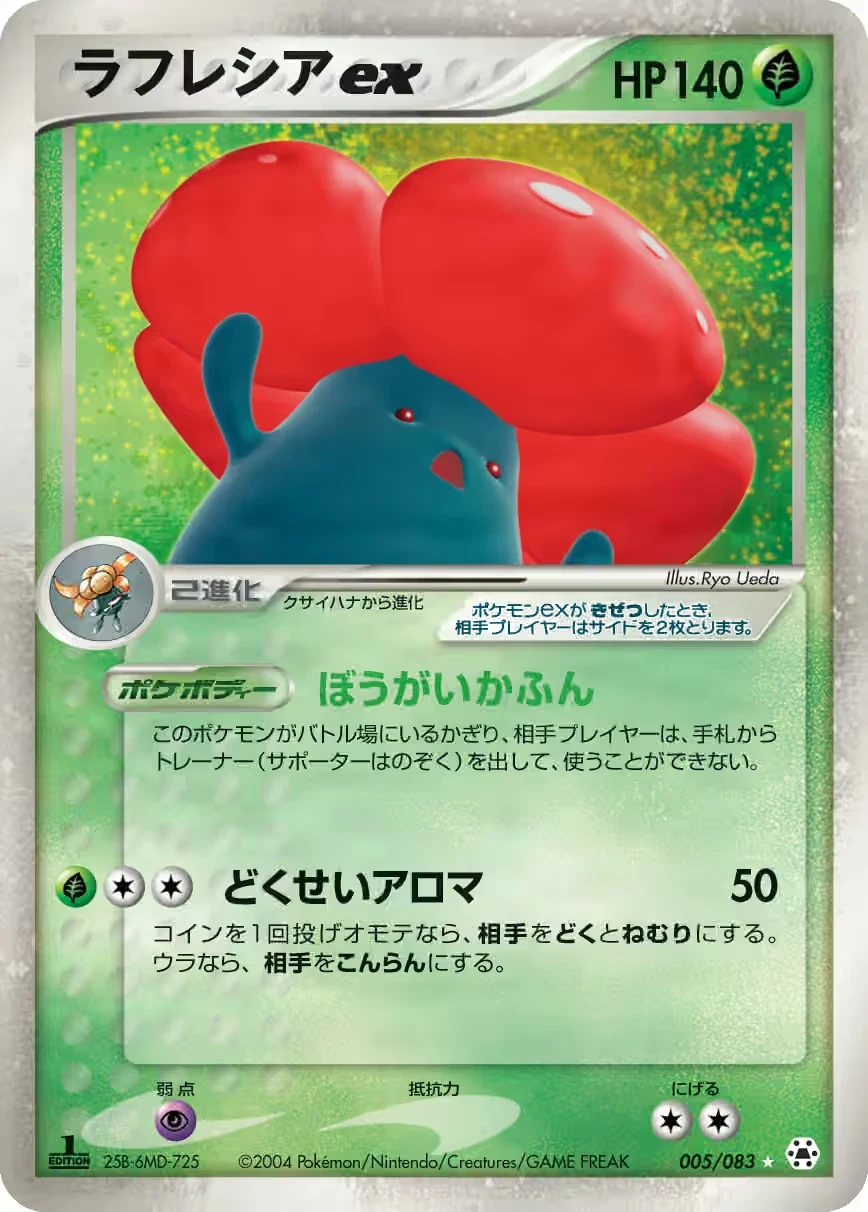 ラフレシアex HP140
Illus.Ryo Ueda
2進化
クサイハナから進化
ポケモンexが きぜつしたとき、
相手プレイヤーはサイドを2枚とります。
ポケボディー ぼうがいかふん
このポケモンがバトル場にいるかぎり、相手プレイヤーは、手札から
トレーナー(サポーターはのぞく)を出して、使うことができない。
どくせいアロマ 50
コインを1回投げオモテなら、相手をどくとねむりにする。
ウラなら、相手をこんらんにする。
弱点 抵抗力 にげる
1 EDITION 25B-6MD-725 ©2004 Pokémon/Nintendo/Creatures/GAME FREAK 005/083 ★